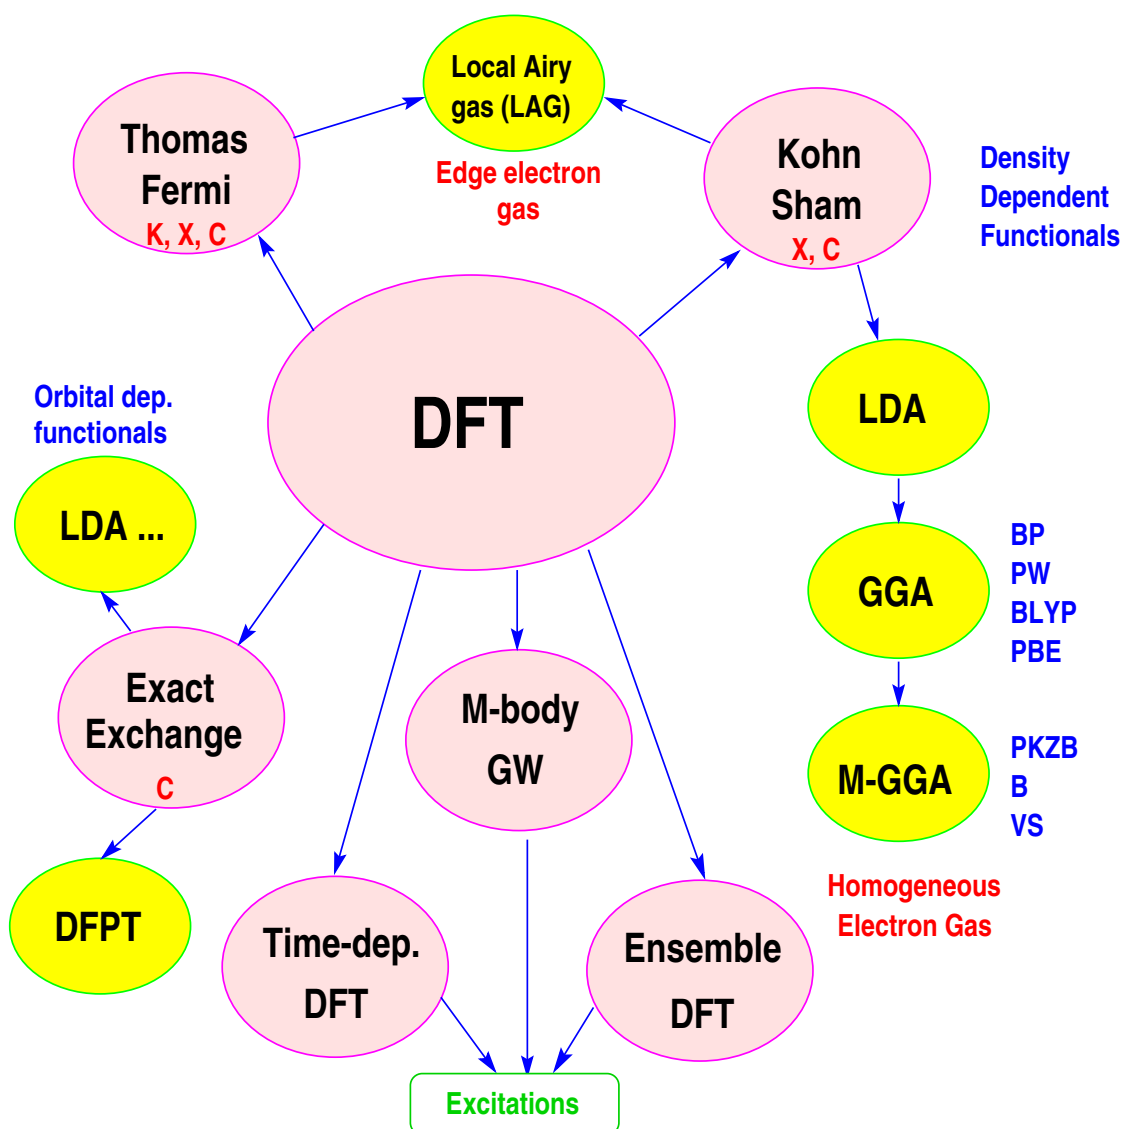 Local Airy
gas (LAG)
Edge electron
gas
Thomas
Fermi
K, X, C
Kohn
Sham
X, C
Density
Dependent
Functionals
DFT
LDA
Orbital dep.
functionals
LDA ...
GGA
BP
PW
BLYP
PBE
Exact
Exchange
C
M-body
GW
M-GGA
PKZB
B
VS
Homogeneous
Electron Gas
DFPT
Time-dep.
DFT
Ensemble
DFT
Excitations